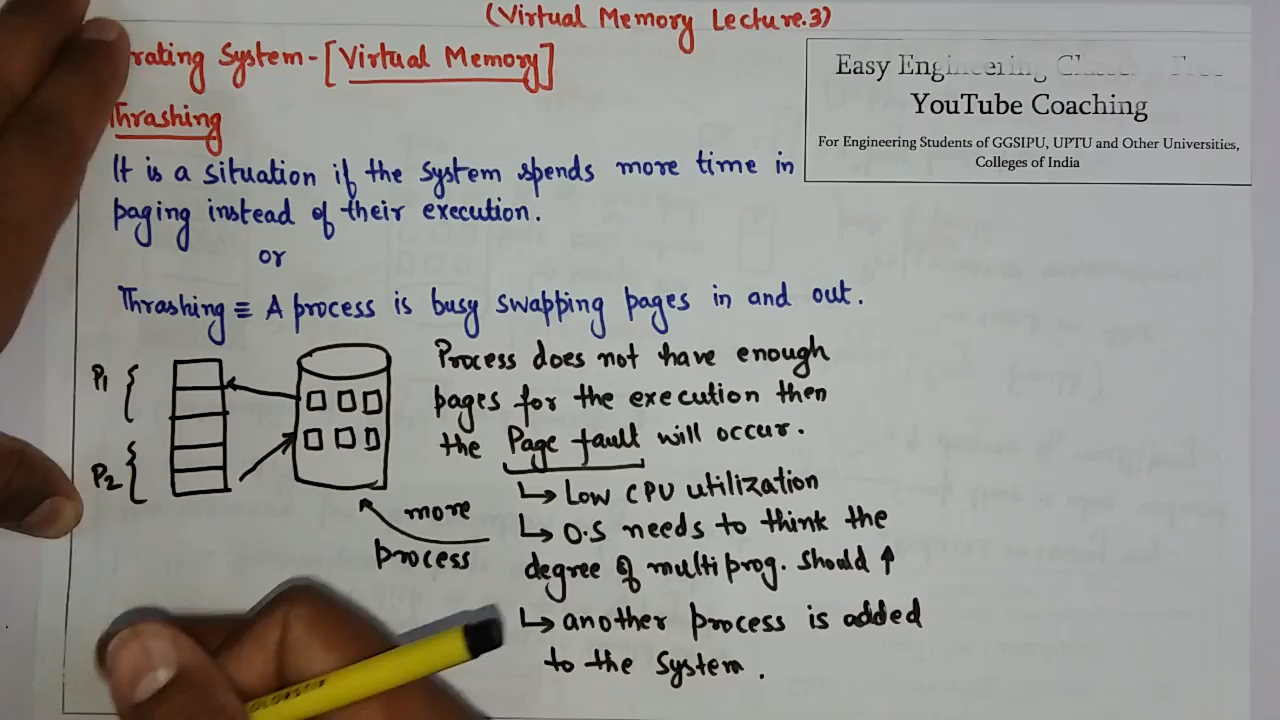 (Virtual Memory Lecture.3)
rating System-[Virtual Memory]
Easy Engineering Classes - Free
YouTube Coaching
For Engineering Students of GGSIPU, UPTU and Other Universities,
Colleges of India
Thrashing
It is a situation if the system spends more time in
paging instead of their execution.
or
Thrashing ≡ A process is busy swapping pages in and out.
P1
P2
more
process
Process does not have enough
pages for the execution then
the Page fault will occur.
↳ Low CPU utilization
↳ O.S needs to think the
degree of multiprog. should ↑
↳ another process is added
to the system.